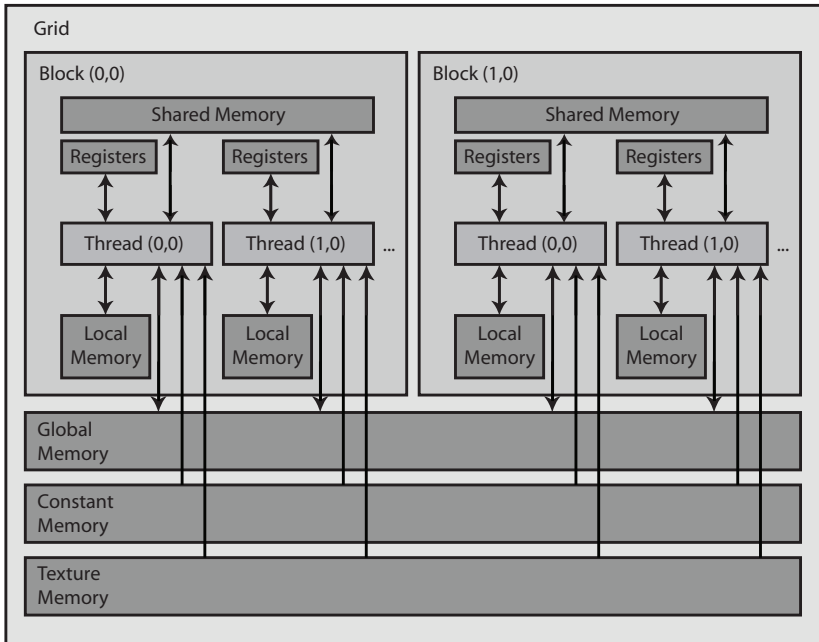 Grid
Block (0,0)
Shared Memory
Registers
Registers
Thread (0,0)
Thread (1,0)
...
Local
Memory
Local
Memory
Block (1,0)
Shared Memory
Registers
Registers
Thread (0,0)
Thread (1,0)
...
Local
Memory
Local
Memory
Global
Memory
Constant
Memory
Texture
Memory